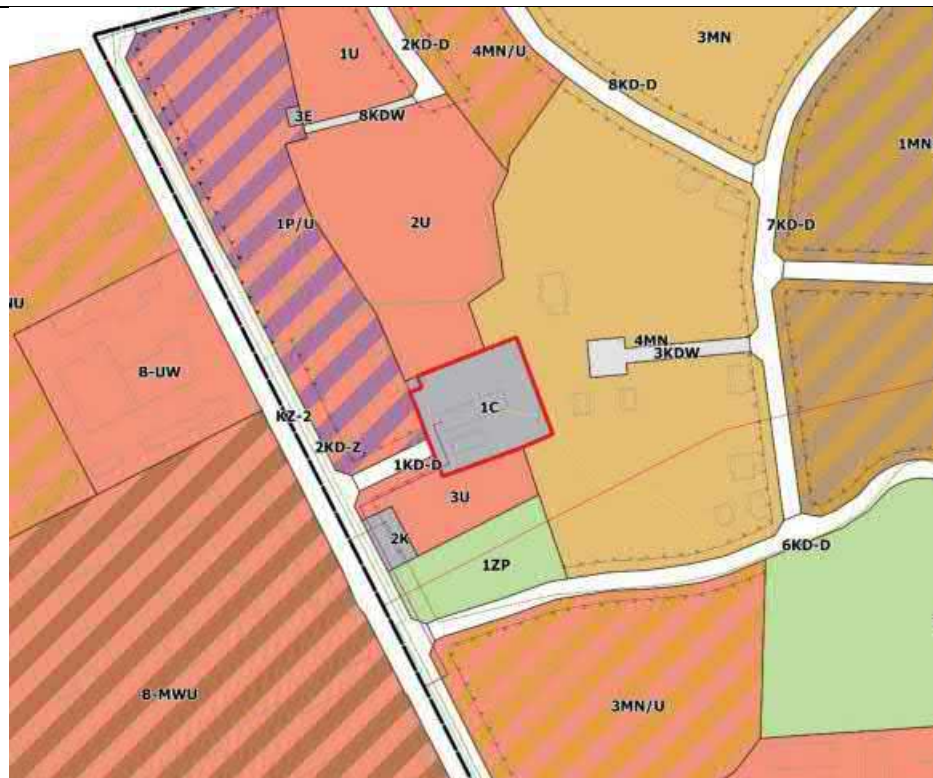 3MN
1U
2KD-D
4MN/U
8KD-D
3E
8KDW
1MN
1P/U
2U
7KD-D
4MN
3KDW
8-UW
1C
KZ-2
2KD-Z
1KD-D
3U
2K
6KD-D
1ZP
8-MWU
3MN/U